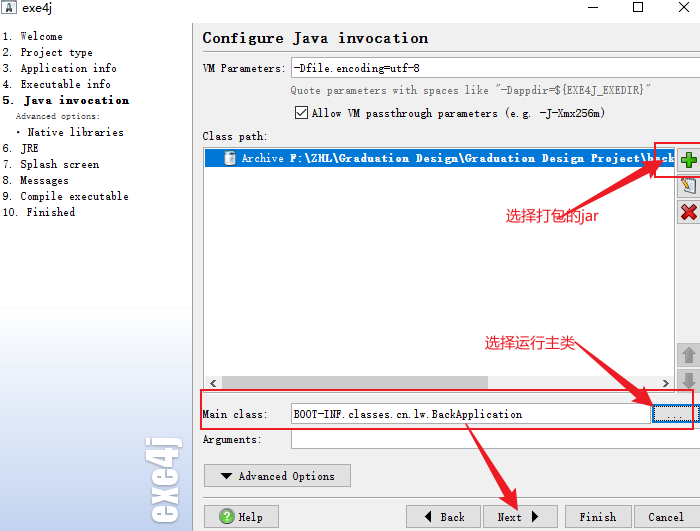 exe4j
1. Welcome
2. Project type
3. Application info
4. Executable info
5. Java invocation
Advanced options:
• Native libraries
6. JRE
7. Splash screen
8. Messages
9. Compile executable
10. Finished
exe4j
Configure Java invocation
VM Parameters: -Dfile.encoding=utf-8
Quote parameters with spaces like "-Dappdir=${EXE4J_EXEDIR}"
Allow VM passthrough parameters (e.g. -J-Xmx256m)
Class path:
Archive F:\ZHL\Graduation Design\Graduation Design Project\back
选择打包的jar
选择运行主类
Main class: BOOT-INF.classes.cn.lw.BackApplication ...
Arguments:
Advanced Options
Help Back Next Finish Cancel